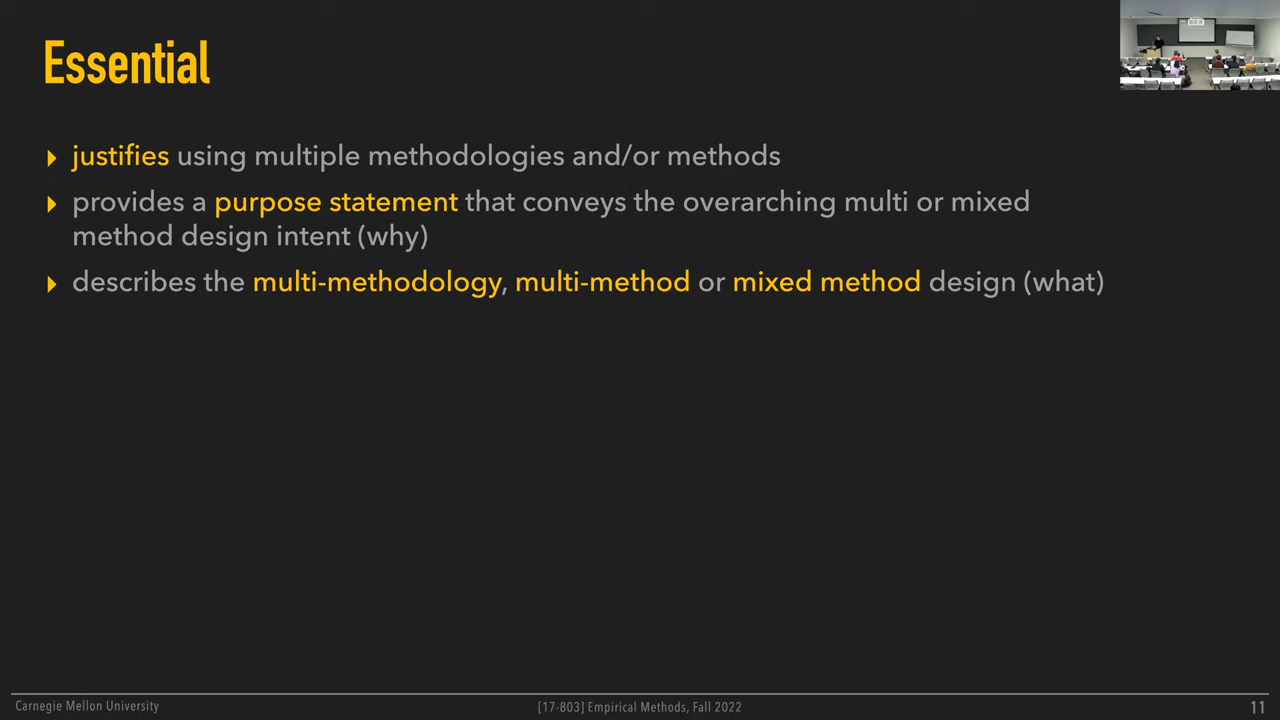 Essential
justifies using multiple methodologies and/or methods
provides a purpose statement that conveys the overarching multi or mixed
method design intent (why)
describes the multi-methodology, multi-method or mixed method design (what)
Carnegie Mellon University
[17-803] Empirical Methods, Fall 2022
11